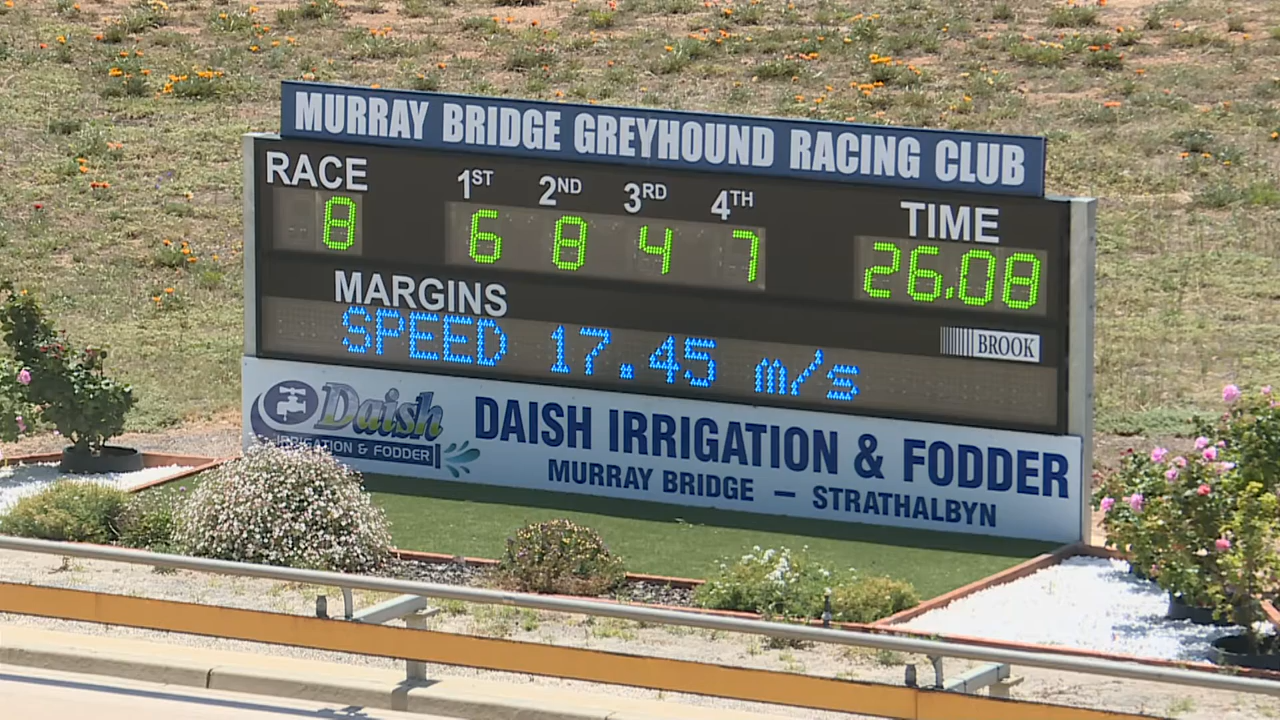 MURRAY BRIDGE GREYHOUND RACING CLUB
RACE 1ST 2ND 3RD 4TH TIME
8 6 8 4 7 26.08
MARGINS
BROOK
SPEED 17.45 m/s
Daish
IRRIGATION & FODDER
DAISH IRRIGATION & FODDER
MURRAY BRIDGE – STRATHALBYN